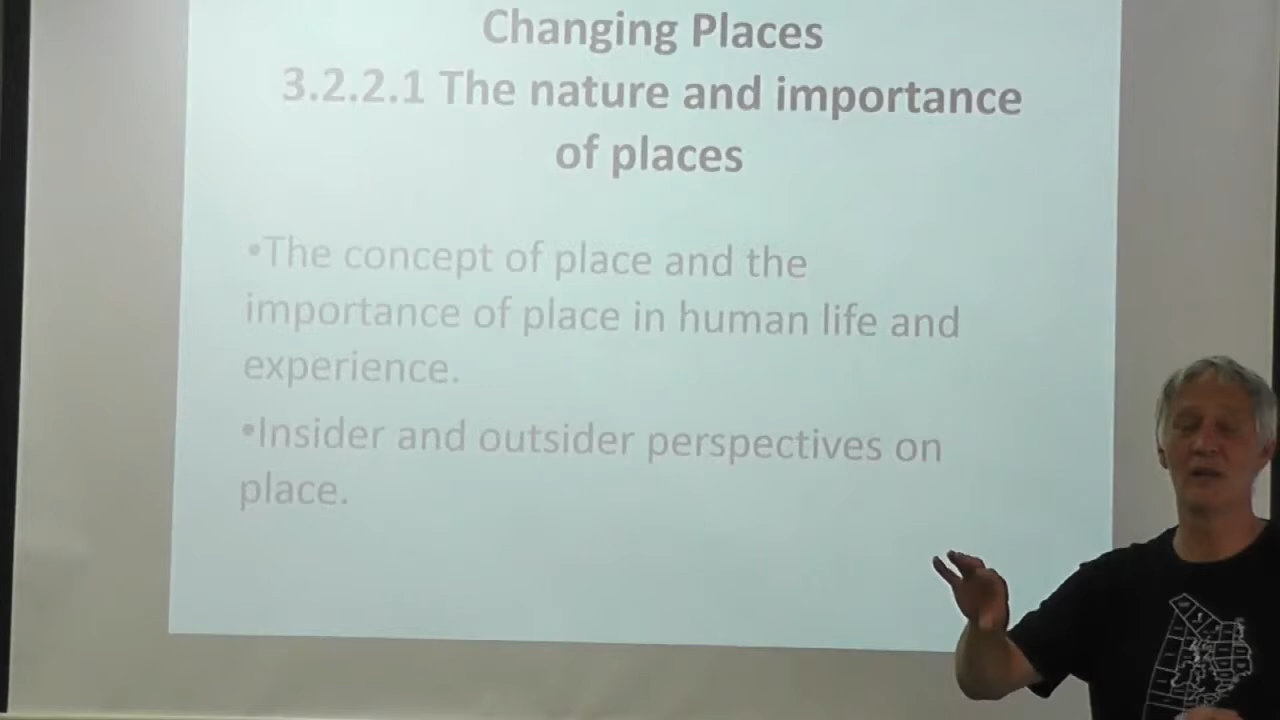 Changing Places
3.2.2.1 The nature and importance
of places
•The concept of place and the
importance of place in human life and
experience.
•Insider and outsider perspectives on
place.